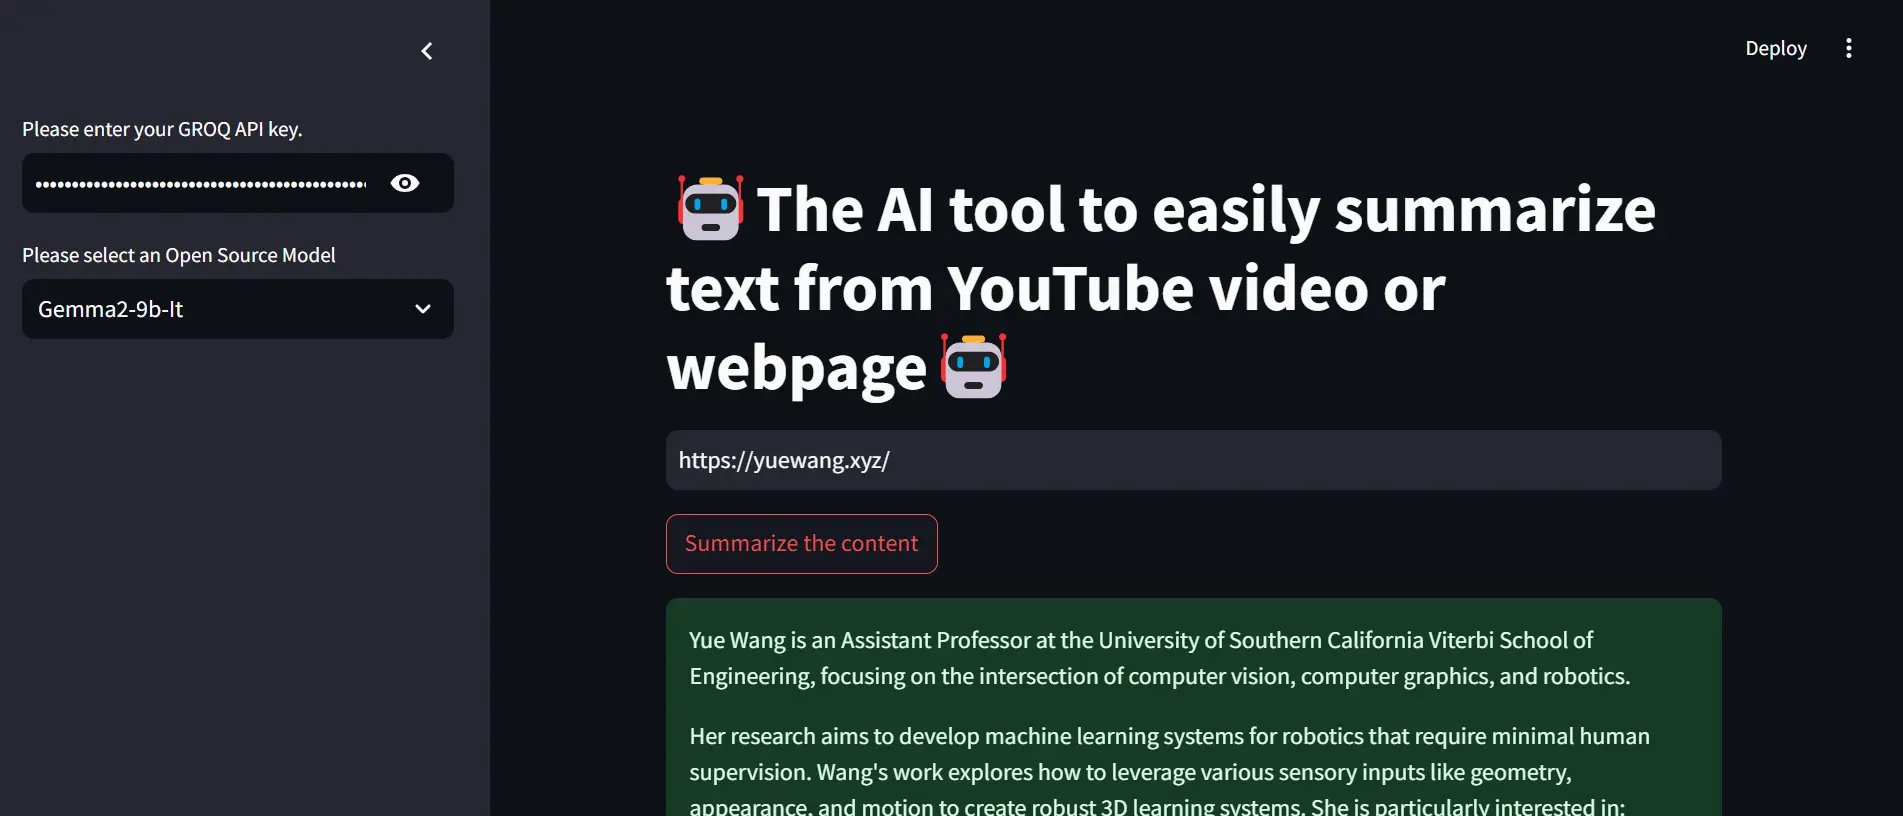 Deploy
Please enter your GROQ API key.
Please select an Open Source Model
Gemma2-9b-It
The AI tool to easily summarize
text from YouTube video or
webpage
https://yuewang.xyz/
Summarize the content
Yue Wang is an Assistant Professor at the University of Southern California Viterbi School of
Engineering, focusing on the intersection of computer vision, computer graphics, and robotics.
Her research aims to develop machine learning systems for robotics that require minimal human
supervision. Wang's work explores how to leverage various sensory inputs like geometry,
appearance, and motion to create robust 3D learning systems. She is particularly interested in: